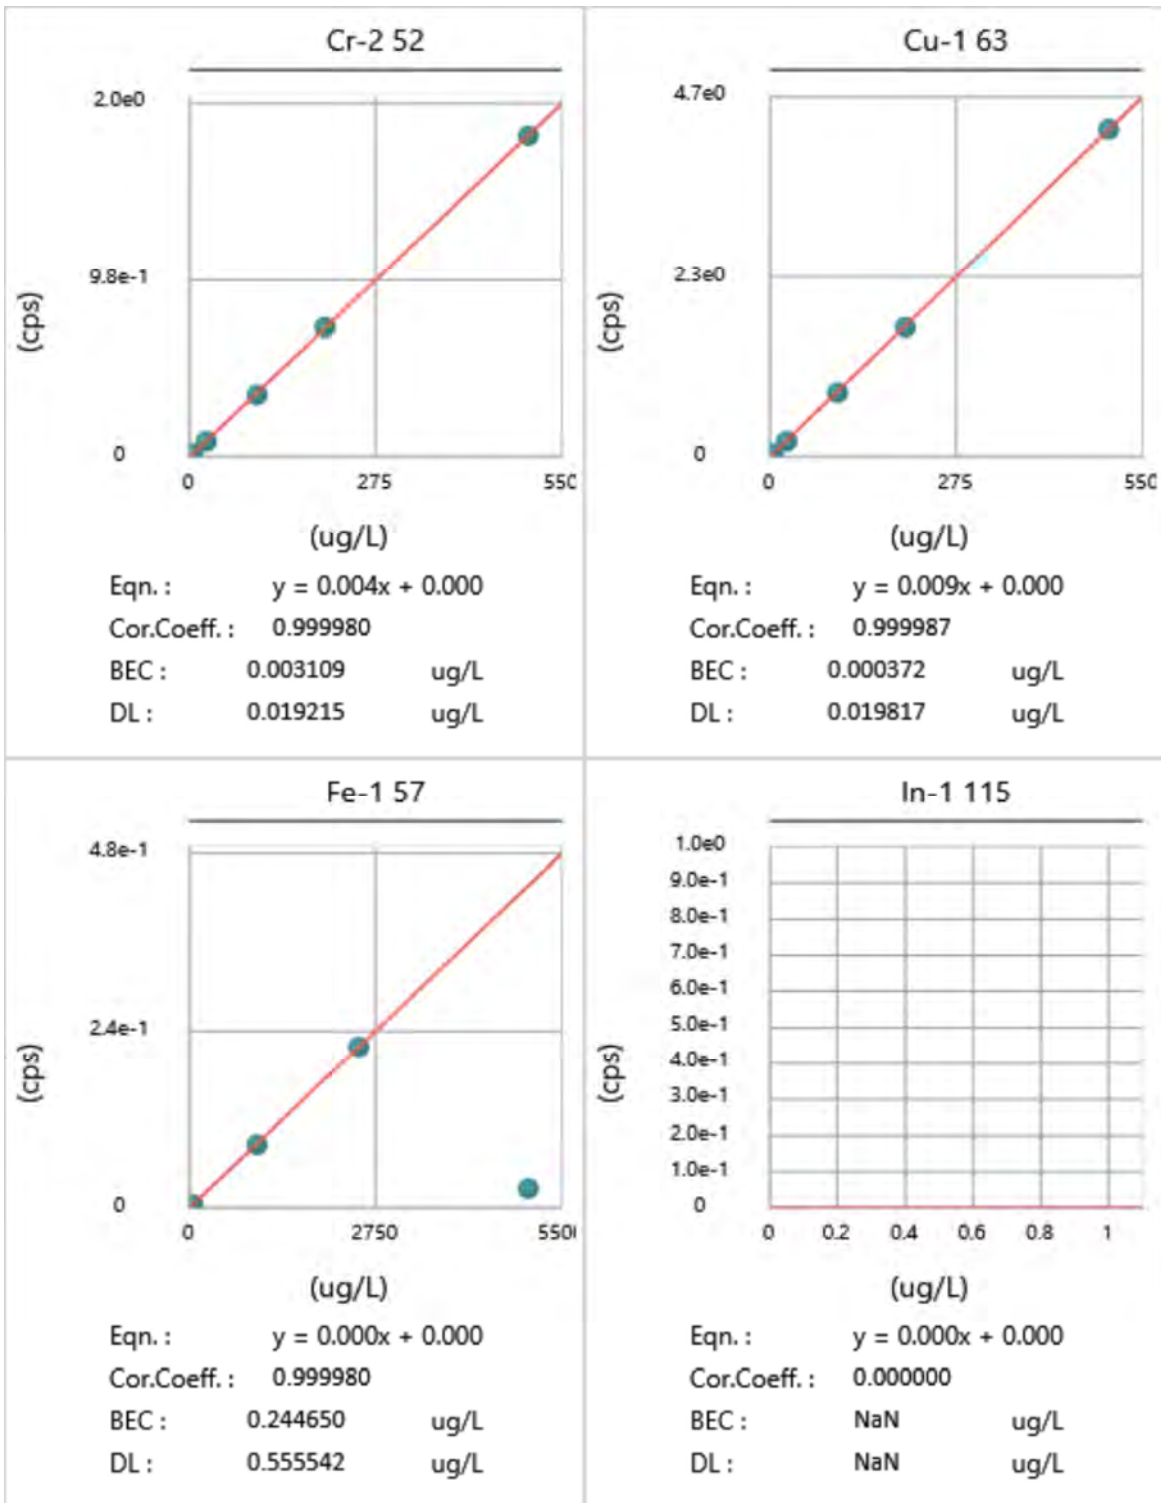 Cr-2 52
2.0e0
9.8e-1
0
(cps)
0 275 550
(ug/L)
Eqn. : y = 0.004x + 0.000
Cor.Coeff. : 0.999980
BEC : 0.003109 ug/L
DL : 0.019215 ug/L
Cu-1 63
4.7e0
2.3e0
0
(cps)
0 275 550
(ug/L)
Eqn. : y = 0.009x + 0.000
Cor.Coeff. : 0.999987
BEC : 0.000372 ug/L
DL : 0.019817 ug/L
Fe-1 57
4.8e-1
2.4e-1
0
(cps)
0 2750 550
(ug/L)
Eqn. : y = 0.000x + 0.000
Cor.Coeff. : 0.999980
BEC : 0.244650 ug/L
DL : 0.555542 ug/L
In-1 115
1.0e0
9.0e-1
8.0e-1
7.0e-1
6.0e-1
5.0e-1
4.0e-1
3.0e-1
2.0e-1
1.0e-1
0
(cps)
0 0.2 0.4 0.6 0.8 1
(ug/L)
Eqn. : y = 0.000x + 0.000
Cor.Coeff. : 0.000000
BEC : NaN ug/L
DL : NaN ug/L